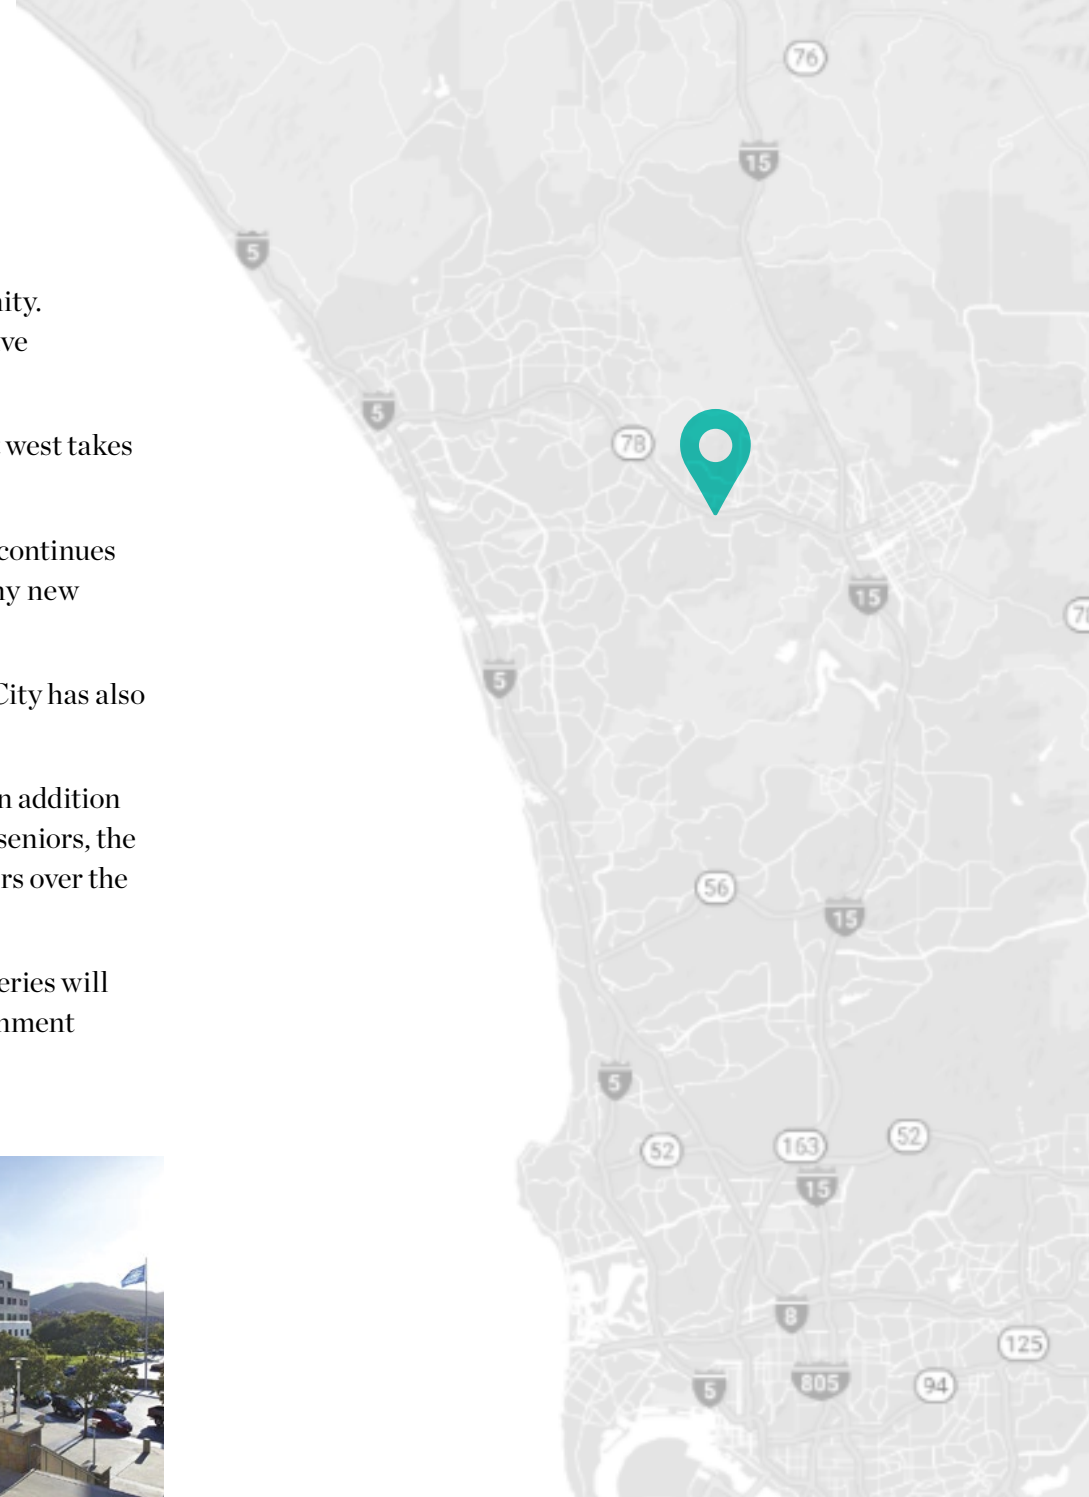 ity.
ve
west takes
continues
y new
City has also
n addition
seniors, the
rs over the
eries will
nment
76
15
5
5
78
15
5
56
15
5
52
163
52
15
8
125
5
805
94